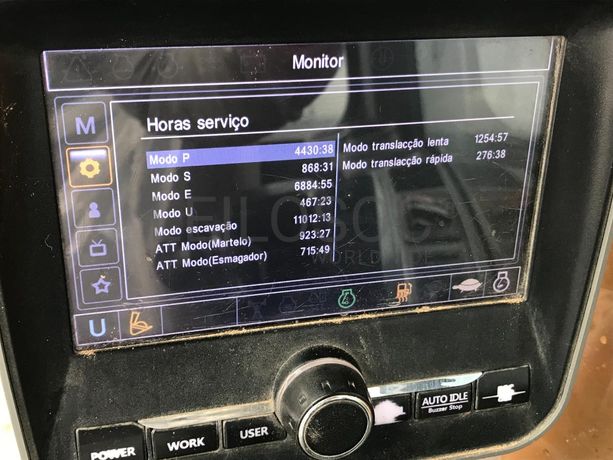 Monitor
Horas serviço
M
Modo P 4430:38
Modo S 868:31
Modo E 6884:55
Modo U 467:23
Modo escavação 11012:13
ATT Modo(Martelo) 923:27
ATT Modo(Esmagador) 715:49
Modo translacção lenta 1254:57
Modo translacção rápida 276:38
WORLDWIDE
U
POWER
WORK
USER
AUTO IDLE
Buzzer Stop